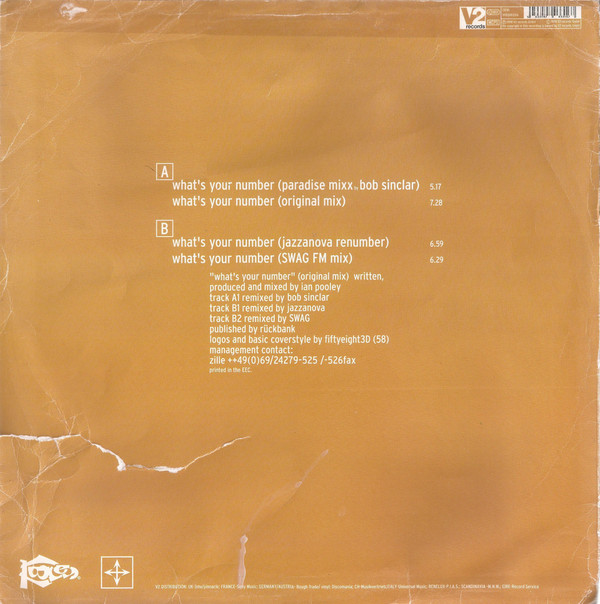 V2
records
A
what's your number (paradise mixx by bob sinclar) 5.17
what's your number (original mix) 7.28
B
what's your number (jazzanova renumber) 6.59
what's your number (SWAG FM mix) 6.29
"what's your number" (original mix) written,
produced and mixed by ian pooley
track A1 remixed by bob sinclar
track B1 remixed by jazzanova
track B2 remixed by SWAG
published by rückbank
logos and basic coverstyle by fiftyeight3D (58)
management contact:
zille ++49(0)69/24279-525 /-526fax
printed in the EEC.
V2 DISTRIBUTION: UK